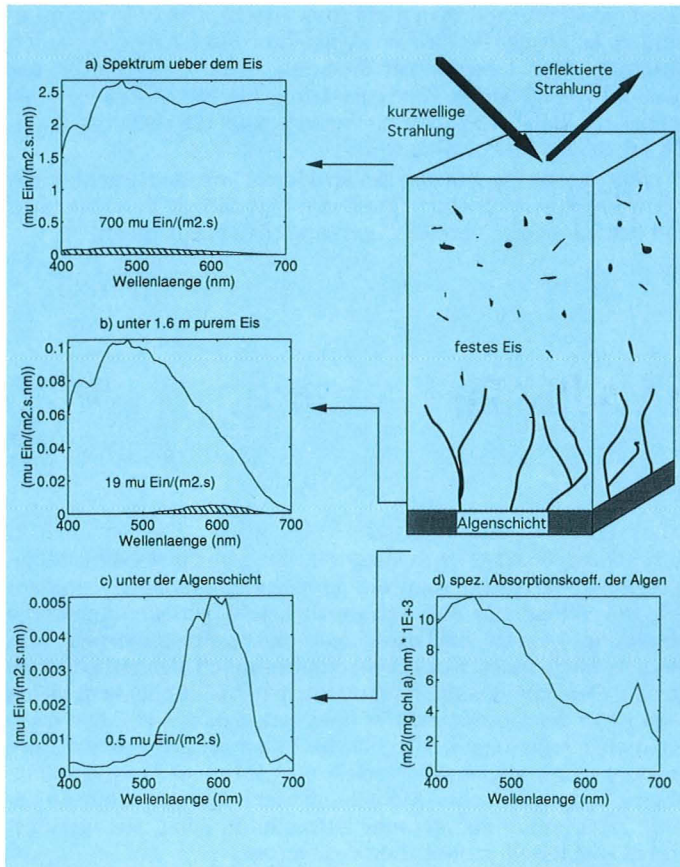 a) Spektrum ueber dem Eis
(mu Ein/(m2.s.nm))
2.5
2
1.5
1
0.5
0
700 mu Ein/(m2.s)
400 500 600 700
Wellenlaenge (nm)
kurzwellige
Strahlung
reflektierte
Strahlung
b) unter 1.6 m purem Eis
(mu Ein/(m2.s.nm))
0.1
0.08
0.06
0.04
0.02
0
19 mu Ein/(m2.s)
400 500 600 700
Wellenlaenge (nm)
festes Eis
Algenschicht
c) unter der Algenschicht
(mu Ein/(m2.s.nm))
0.005
0.004
0.003
0.002
0.001
0
0.5 mu Ein/(m2.s)
400 500 600 700
Wellenlaenge (nm)
d) spez. Absorptionskoeff. der Algen
(m2/(mg chl a).nm) * 1E+3
10
8
6
4
2
0
400 500 600 700
Wellenlaenge (nm)